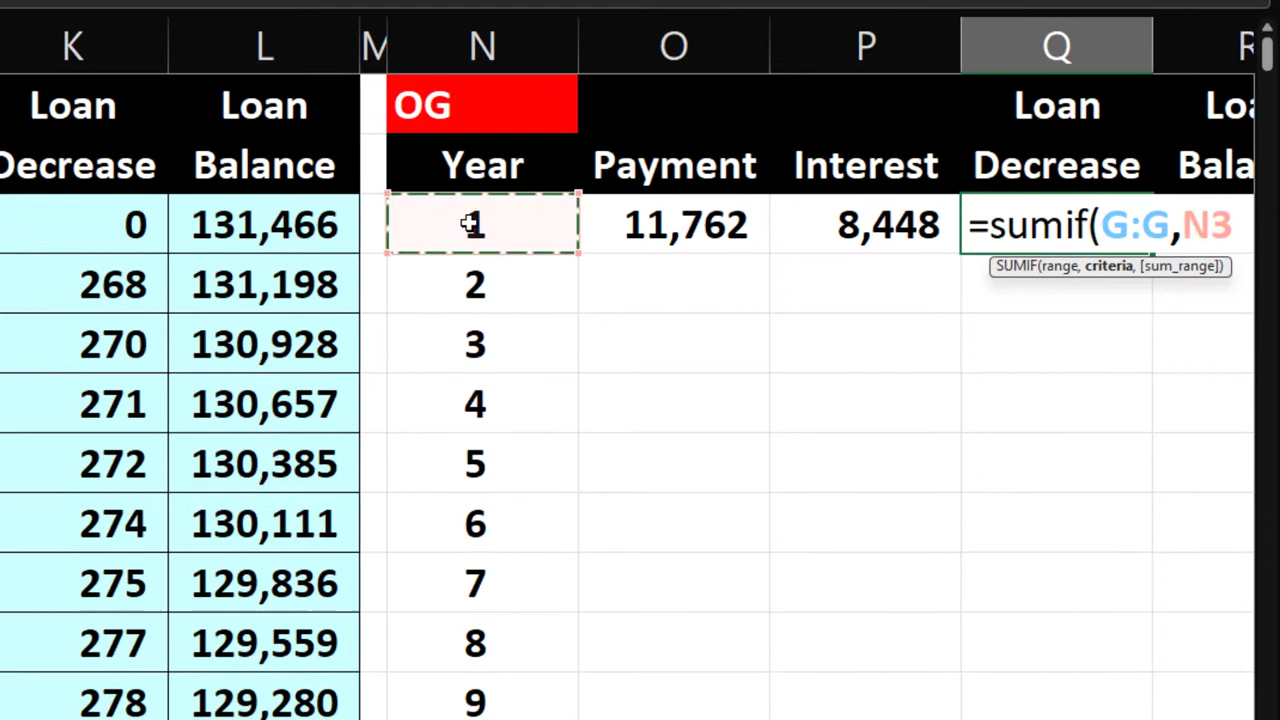 K L M N O P Q R
Loan Loan OG Loan
Decrease Balance Year Payment Interest Decrease
0 131,466 1 11,762 8,448 =sumif(G:G,N3
268 131,198 2 SUMIF(range, criteria, [sum_range])
270 130,928 3
271 130,657 4
272 130,385 5
274 130,111 6
275 129,836 7
277 129,559 8
278 129,280 9